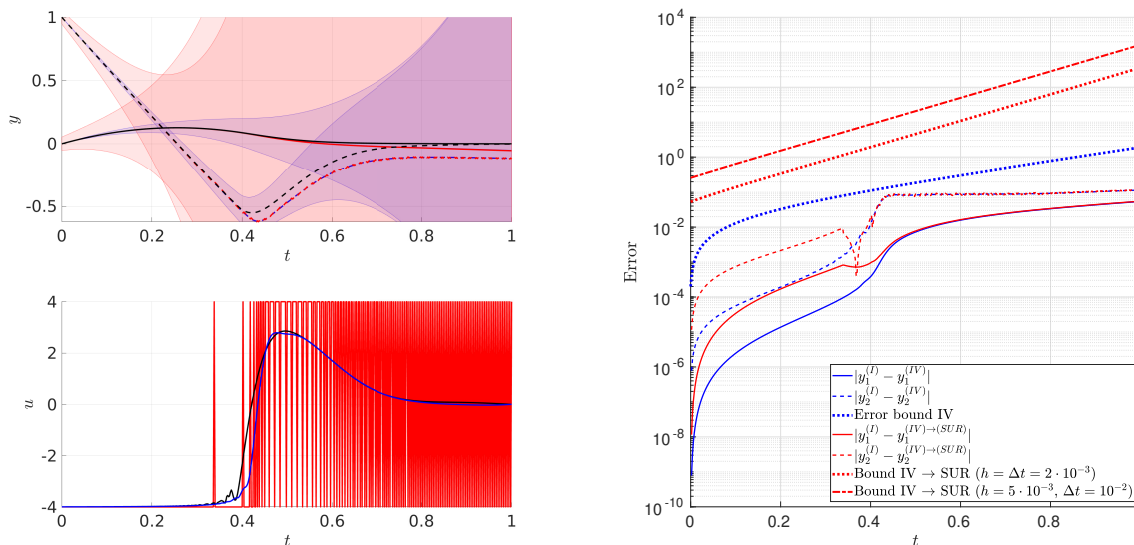 1
0.5
0
-0.5
y
0
0.2
0.4
0.6
0.8
1
t
4
2
0
-2
-4
u
0
0.2
0.4
0.6
0.8
1
t
10^4
10^2
10^0
10^-2
10^-4
10^-6
10^-8
10^-10
Error
0
0.2
0.4
0.6
0.8
t
|y_1^(I) − y_1^(IV)|
|y_2^(I) − y_2^(IV)|
Error bound IV
|y_1^(I) − y_1^(IV)→(SUR)|
|y_2^(I) − y_2^(IV)→(SUR)|
Bound IV → SUR (h = Δt = 2 · 10^−3)
Bound IV → SUR (h = 5 · 10^−3, Δt = 10^−2)